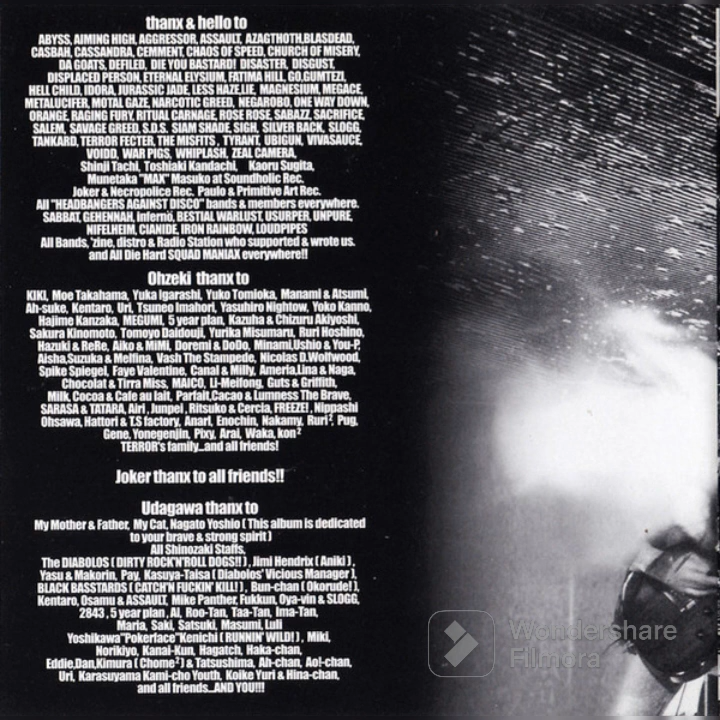 thanx & hello to
ABYSS, AIMING HIGH, AGGRESSOR, ASSAULT, AZAGTHOTH,BLASDEAD,
CASBAH, CASSANDRA, CEMMENT, CHAOS OF SPEED, CHURCH OF MISERY,
DA GOATS, DEFILED, DIE YOU BASTARD! DISASTER, DISGUST,
DISPLACED PERSON, ETERNAL ELYSIUM, FATIMA HILL, GO,GUMTEZI,
HELL CHILD, IDORA, JURASSIC JADE, LESS HAZE,LIE, MAGNESIUM, MEGACE,
METALUCIFER, MOTAL GAZE, NARCOTIC GREED, NEGAROBO, ONE WAY DOWN,
ORANGE, RAGING FURY, RITUAL CARNAGE, ROSE ROSE, SABAZZ, SACRIFICE,
SALEM, SAVAGE GREED, S.D.S. SIAM SHADE, SIGH, SILVER BACK, SLOGG,
TANKARD, TERROR FECTER, THE MISFITS , TYRANT, UBIGUN, VIVASAUCE,
VOIDD, WAR PIGS, WHIPLASH, ZEAL CAMERA,
Shinji Tachi, Toshiaki Kandachi, Kaoru Sugita,
Munetaka "MAX" Masuko at Soundholic Rec.
Joker & Necropolice Rec. Paulo & Primitive Art Rec.
All "HEADBANGERS AGAINST DISCO" bands & members everywhere.
SABBAT, GEHENNAH, Infernö, BESTIAL WARLUST, USURPER, UNPURE,
NIFELHEIM, CIANIDE, IRON RAINBOW, LOUDPIPES
All Bands, 'zine, distro & Radio Station who supported & wrote us.
and All Die Hard SQUAD MANIAX everywhere!!
Ohzeki thanx to
KIKI, Moe Takahama, Yuka Igarashi, Yuko Tomioka, Manami & Atsumi,
Ah-suke, Kentaro, Uri, Tsuneo Imahori, Yasuhiro Nightow, Yoko Kanno,
Hajime Kanzaka, MEGUMI, 5 year plan, Kazuha & Chizuru Akiyoshi,
Sakura Kinomoto, Tomoyo Daidouji, Yurika Misumaru, Ruri Hoshino,
Hazuki & ReRe, Aiko & MiMi, Doremi & DoDo, Minami,Ushio & You-P,
Aisha,Suzuka & Melfina, Vash The Stampede, Nicolas D.Wolfwood,
Spike Spiegel, Faye Valentine, Canal & Milly, Ameria,Lina & Naga,
Chocolat & Tirra Miss, MAICO, Li-Meifong, Guts & Griffith,
Milk, Cocoa & Cafe au lait, Parfait,Cacao & Lumness The Brave,
SARASA & TATARA, Airi , Junpei , Ritsuko & Cercia, FREEZE! , Nippashi
Ohsawa, Hattori & T.S factory, Anarl, Enochin, Nakamy, Ruri², Pug,
Gene, Yonegenjin, Pixy, Arai, Waka, kon²
TERROR's family...and all friends!
Joker thanx to all friends!!
Udagawa thanx to
My Mother & Father, My Cat, Nagato Yoshio ( This album is dedicated
to your brave & strong spirit )
All Shinozaki Staffs,
The DIABOLOS ( DIRTY ROCK'N'ROLL DOGS!! ) , Jimi Hendrix ( Aniki ) ,
Yasu & Makorin, Pay, Kasuya-Taisa ( Diabolos' Vicious Manager ),
BLACK BASSTARDS ( CATCH'N FUCKIN' KILL! ) , Bun-chan ( Okorude! ),
Kentaro, Osamu & ASSAULT, Mike Panther, Fukkun, Oya-vin & SLOGG,
2843 , 5 year plan , Ai, Roo-Tan, Taa-Tan, Ima-Tan,
Maria, Saki, Satsuki, Masumi, Luli
Yoshikawa"Pokerface"Kenichi ( RUNNIN' WILD! ) , Miki,
Norikiyo, Kanai-Kun, Hagatch, Haka-chan,
Eddie,Dan,Kimura ( Chome² ) & Tatsushima, Ah-chan, Ao!-chan,
Uri, Karasuyama Kami-cho Youth, Koike Yuri & Hina-chan,
and all friends...AND YOU!!!
Wondershare
Filmora